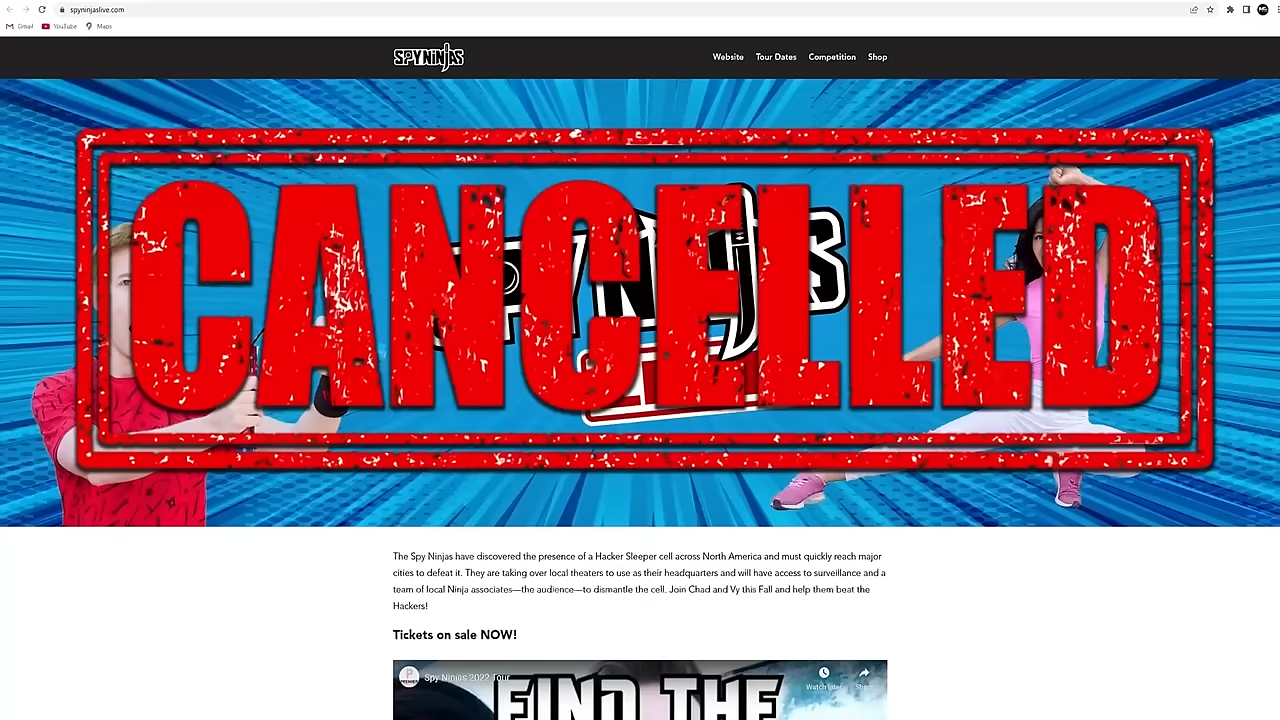 spyninjaslive.com
Gmail
YouTube
Maps
SPY NINJAS
Website
Tour Dates
Competition
Shop
CANCELLED
The Spy Ninjas have discovered the presence of a Hacker Sleeper cell across North America and must quickly reach major
cities to defeat it. They are taking over local theaters to use as their headquarters and will have access to surveillance and a
team of local Ninja associates—the audience—to dismantle the cell. Join Chad and Vy this Fall and help them beat the
Hackers!
Tickets on sale NOW!
Spy Ninjas 2022 Tour
Watch later
Share
FIND THE